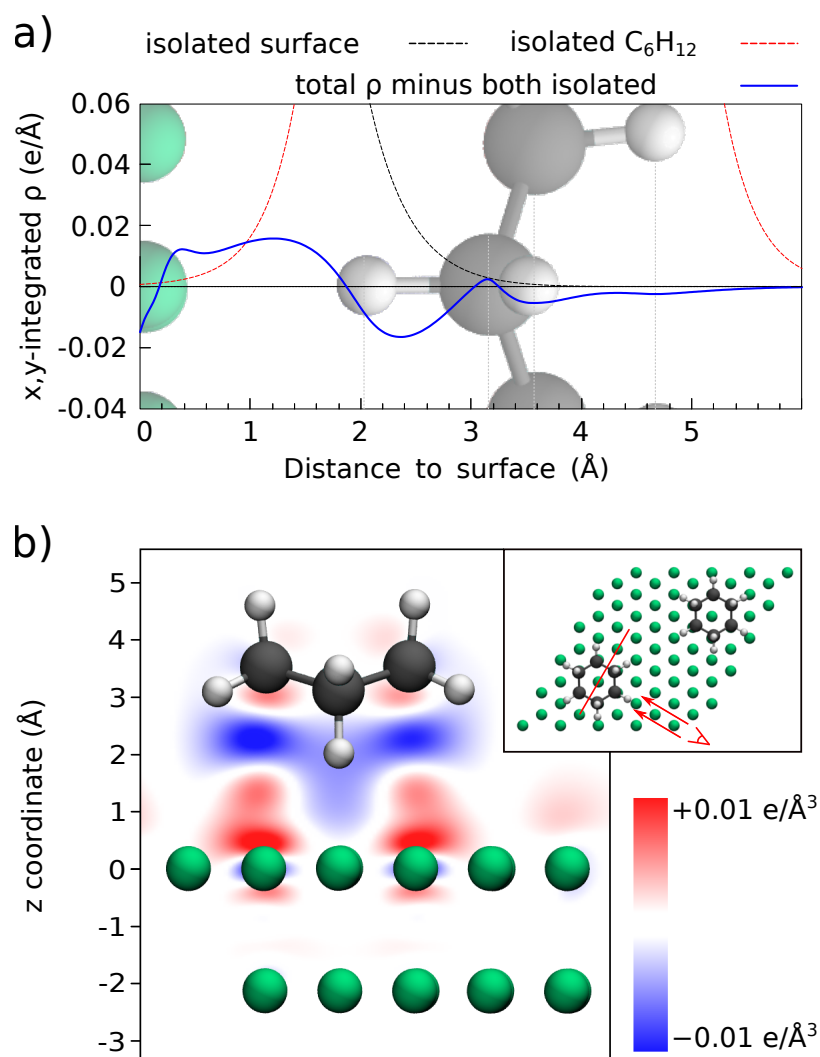 a)
isolated surface
isolated C₆H₁₂
total ρ minus both isolated
x,y-integrated ρ (e/Å)
0.06
0.04
0.02
0
-0.02
-0.04
0 1 2 3 4 5
Distance to surface (Å)
b)
z coordinate (Å)
5
4
3
2
1
0
-1
-2
-3
+0.01 e/Å³
−0.01 e/Å³